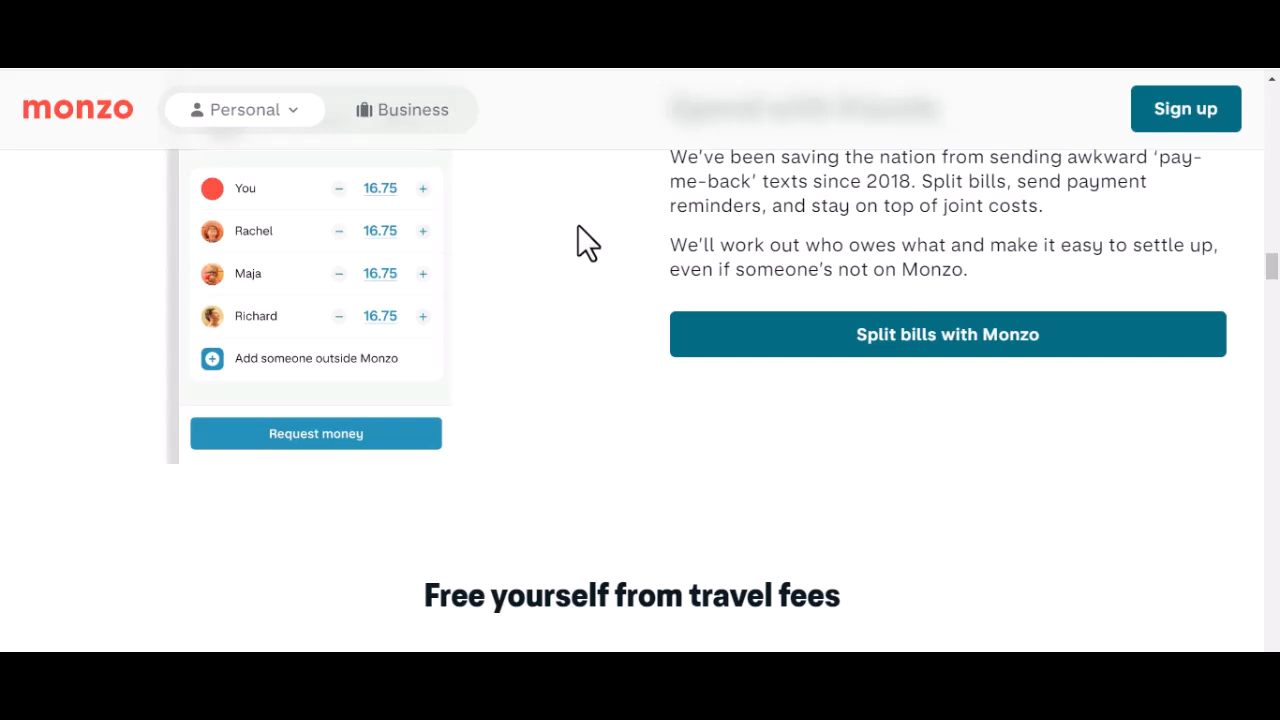 monzo
Personal
Business
Sign up
You
16.75
Rachel
16.75
Maja
16.75
Richard
16.75
Add someone outside Monzo
Request money
We've been saving the nation from sending awkward ‘pay-
me-back’ texts since 2018. Split bills, send payment
reminders, and stay on top of joint costs.
We'll work out who owes what and make it easy to settle up,
even if someone's not on Monzo.
Split bills with Monzo
Free yourself from travel fees